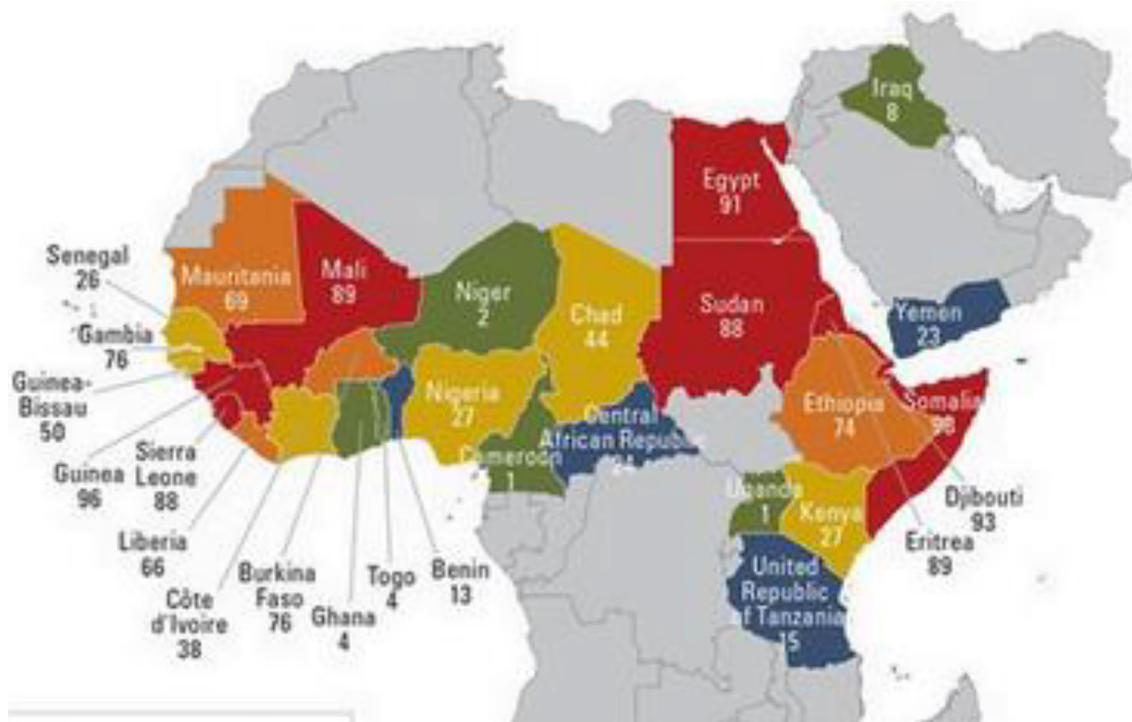 Iraq
8
Egypt
91
Senegal
26
Mauritania
69
Mali
89
Niger
2
Chad
44
Sudan
88
Yemen
23
Gambia
76
Guinea-
Bissau
50
Nigeria
27
Central
African Republic
24
Ethiopia
74
Somalia
98
Guinea
96
Sierra
Leone
88
Cameroon
1
Uganda
1
Kenya
27
Djibouti
93
Eritrea
89
Liberia
66
Côte
d'Ivoire
38
Burkina
Faso
76
Ghana
4
Togo
4
Benin
13
United
Republic
of Tanzania
15